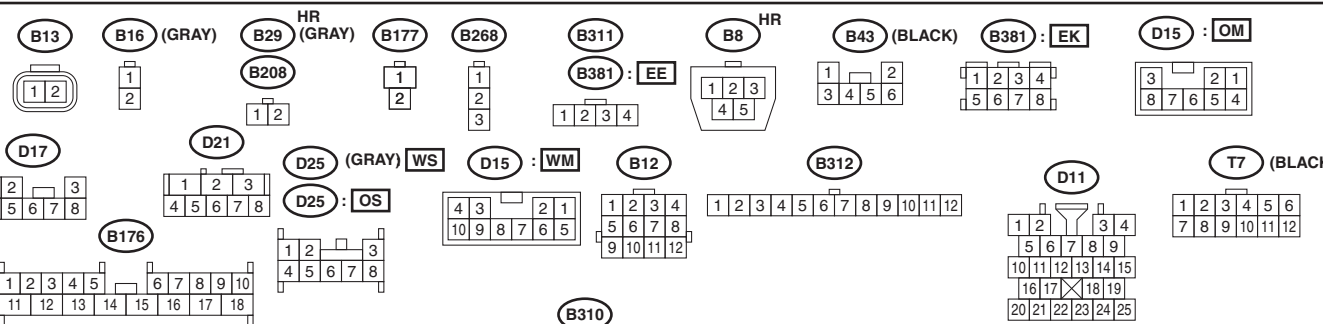 HR HR
B13 B16 (GRAY) B29 (GRAY) B177 B268 B311 B8 B43 (BLACK) B381 : EK D15 : OM
B208 B381 : EE
1 2
1
2
1 2
1
2
1
2
3
1 2 3 4
1 2 3
4 5
1 2
3 4 5 6
1 2 3 4
5 6 7 8
3 2 1
8 7 6 5 4
D17 D21 D25 (GRAY) WS D15 : WM B12 B312 D11 T7 (BLACK
D25 : OS
2 3
5 6 7 8
1 2 3
4 5 6 7 8
1 2 3
4 5 6 7 8
4 3 2 1
10 9 8 7 6 5
1 2 3 4
5 6 7 8
9 10 11 12
1 2 3 4 5 6 7 8 9 10 11 12
1 2 3 4
5 6 7 8 9
10 11 12 13 14 15
16 17 18 19
20 21 22 23 24 25
1 2 3 4 5 6
7 8 9 10 11 12
B176
1 2 3 4 5 6 7 8 9 10
11 12 13 14 15 16 17 18
B310